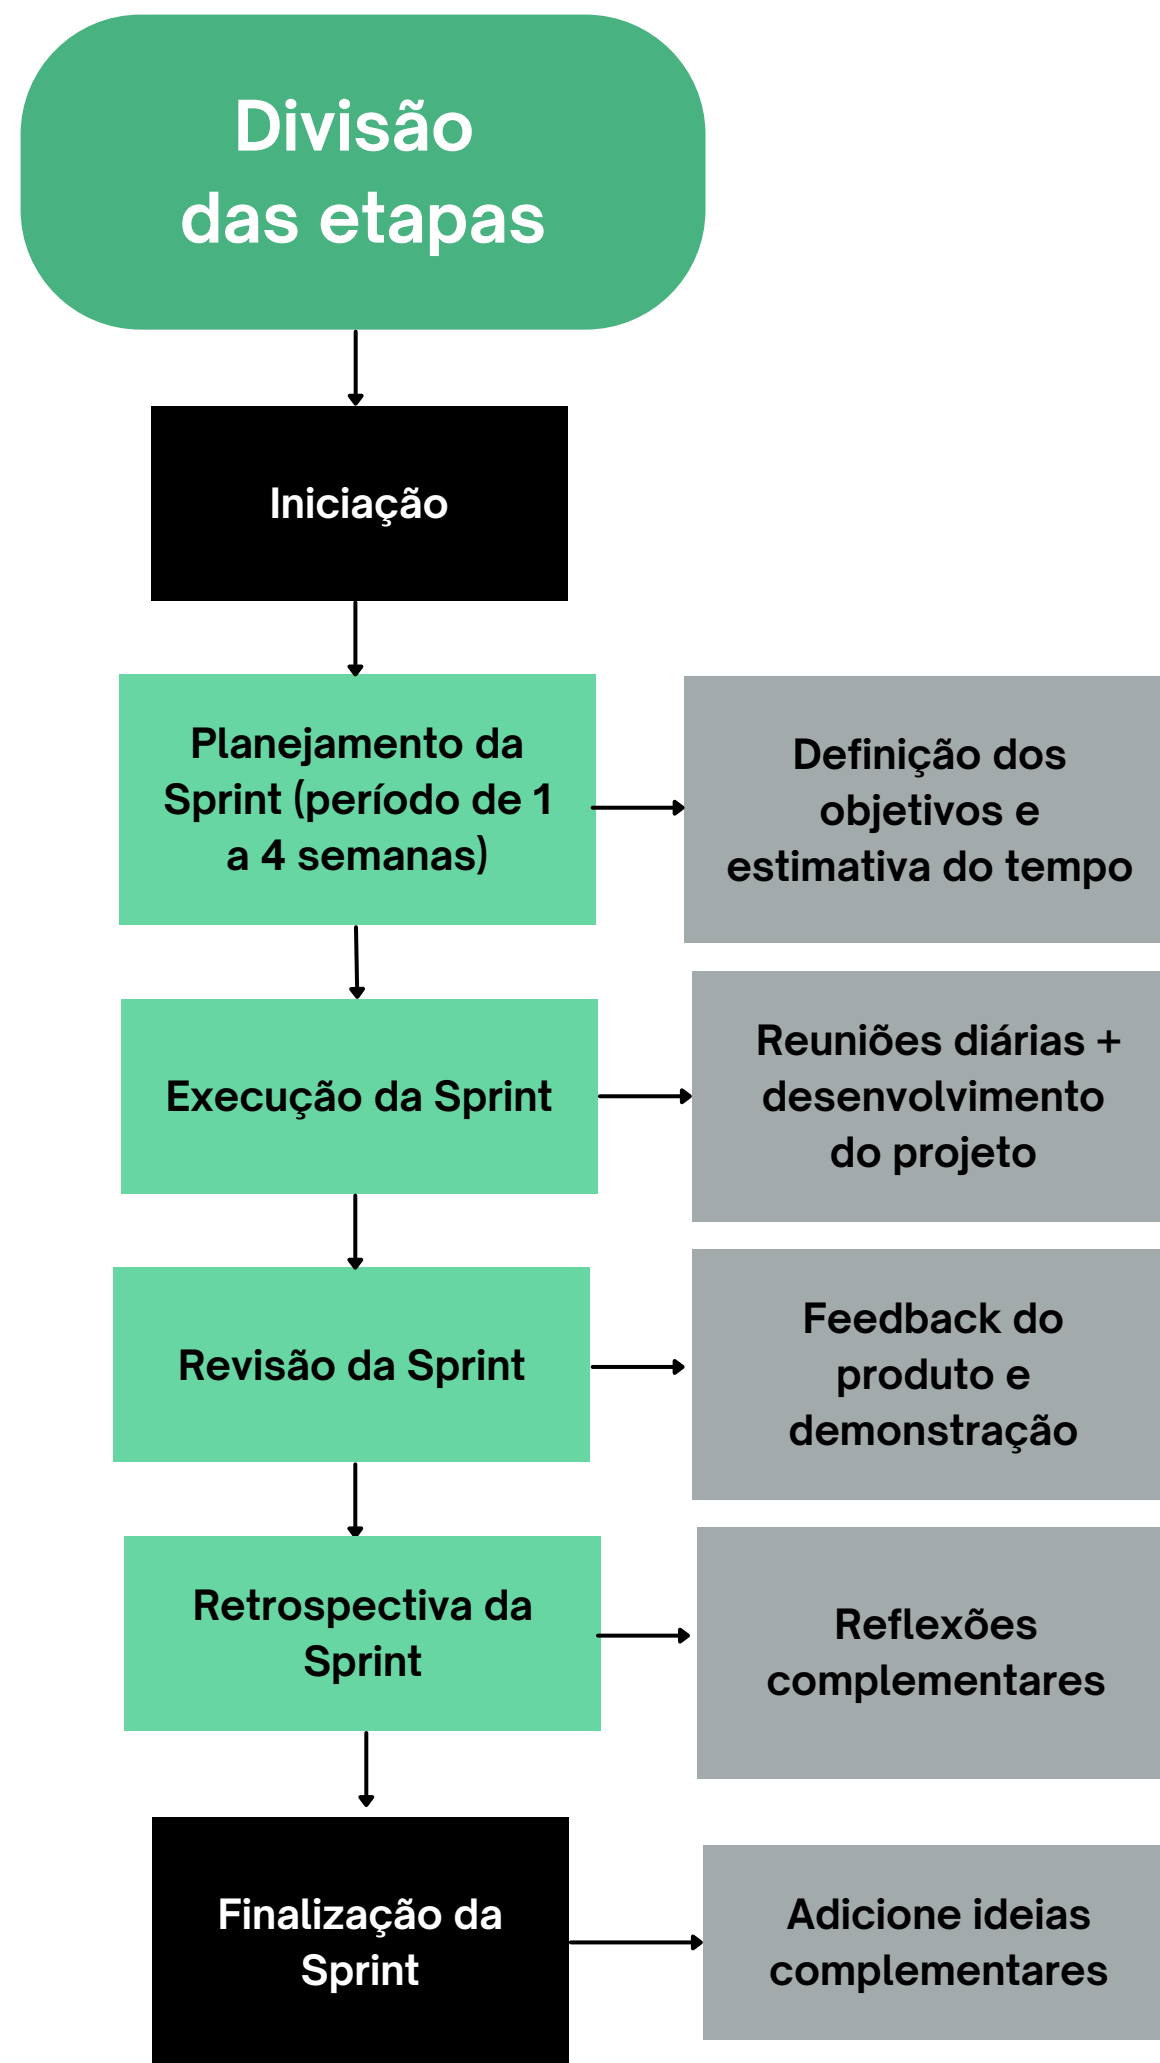 Divisão
das etapas
Iniciação
Planejamento da
Sprint (período de 1
a 4 semanas)
Definição dos
objetivos e
estimativa do tempo
Execução da Sprint
Reuniões diárias +
desenvolvimento
do projeto
Revisão da Sprint
Feedback do
produto e
demonstração
Retrospectiva da
Sprint
Reflexões
complementares
Finalização da
Sprint
Adicione ideias
complementares